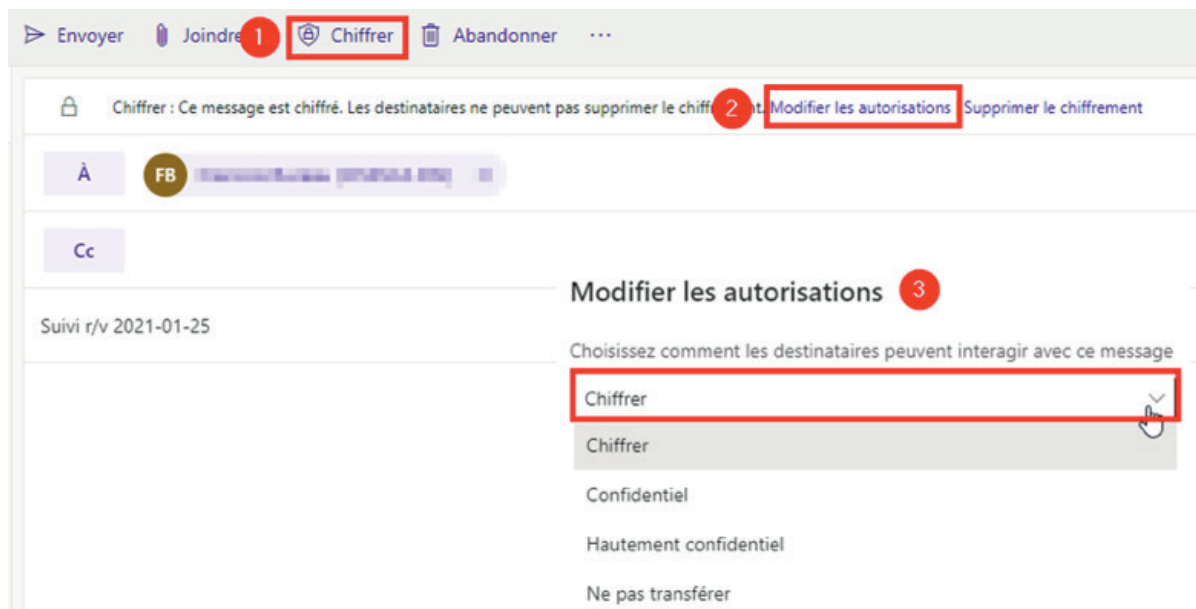 Envoyer Joindre 1 Chiffrer Abandonner ...
Chiffrer : Ce message est chiffré. Les destinataires ne peuvent pas supprimer le 2 Modifier les autorisations Supprimer le chiffrement
À FB
Cc
Modifier les autorisations 3
Suivi r/v 2021-01-25
Choisissez comment les destinataires peuvent interagir avec ce message
Chiffrer
Chiffrer
Confidentiel
Hautement confidentiel
Ne pas transférer